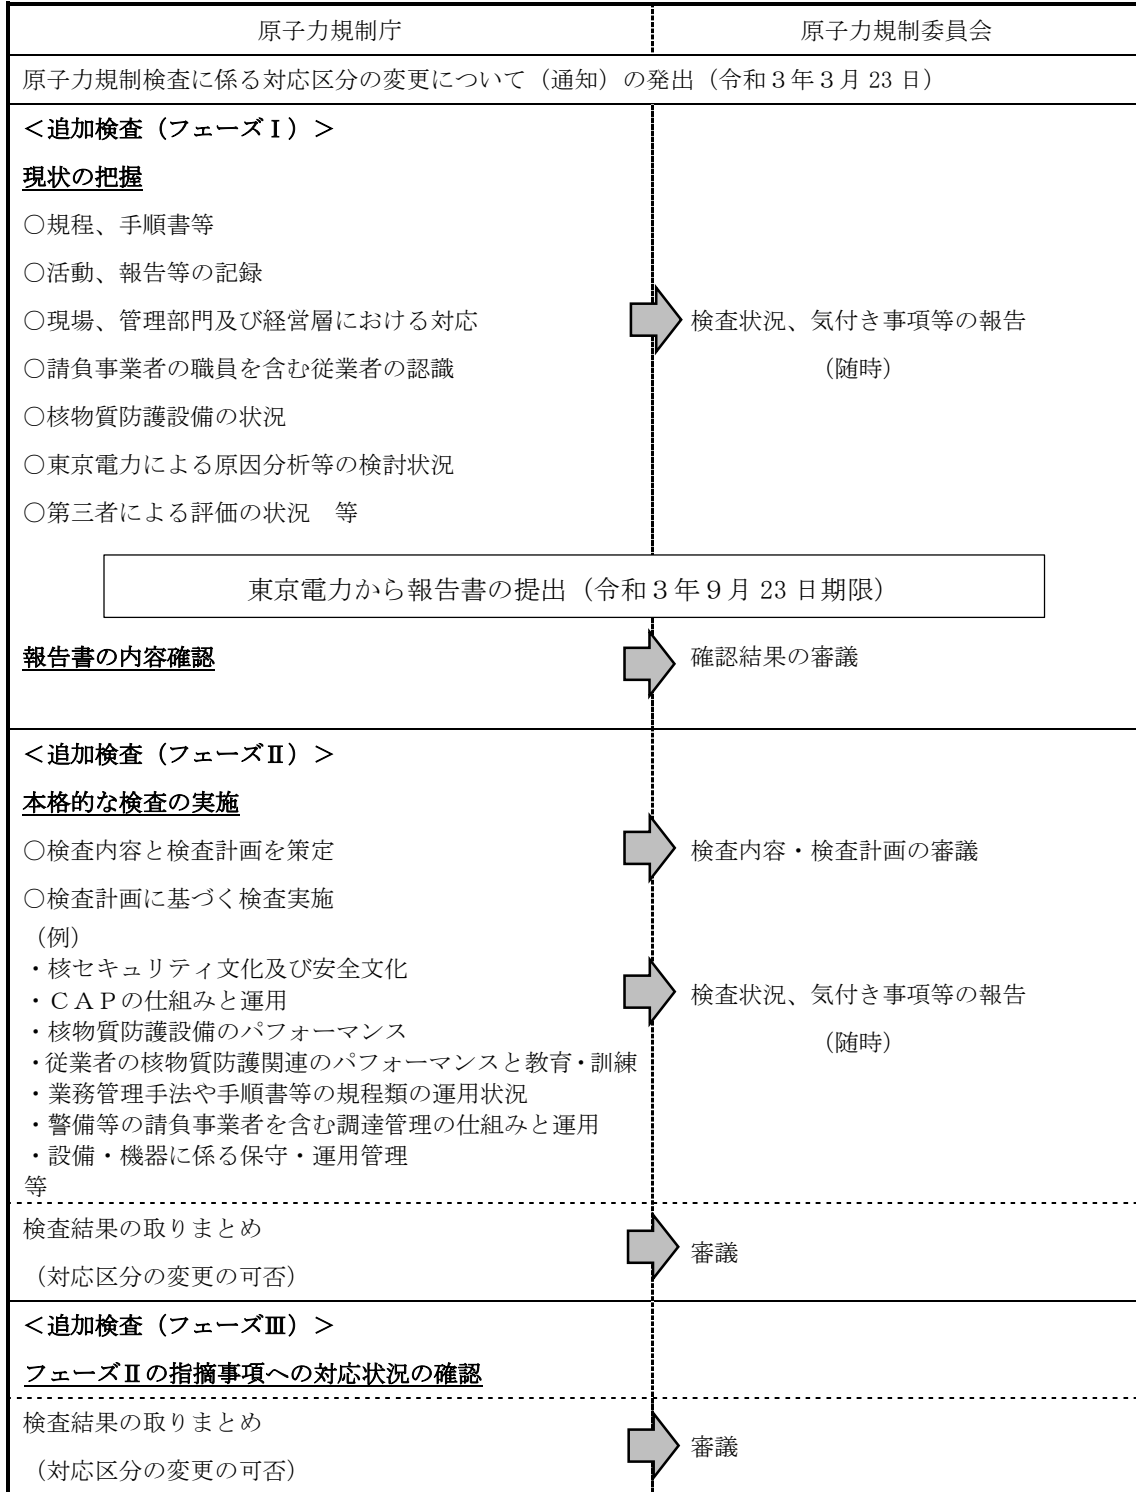 原子力規制庁
原子力規制委員会
原子力規制検査に係る対応区分の変更について（通知）の発出（令和３年３月 23 日）
＜追加検査（フェーズⅠ）＞
現状の把握
○規程、手順書等
○活動、報告等の記録
○現場、管理部門及び経営層における対応
○請負事業者の職員を含む従業者の認識
○核物質防護設備の状況
○東京電力による原因分析等の検討状況
○第三者による評価の状況　等
検査状況、気付き事項等の報告
（随時）
東京電力から報告書の提出（令和３年９月 23 日期限）
報告書の内容確認
確認結果の審議
＜追加検査（フェーズⅡ）＞
本格的な検査の実施
○検査内容と検査計画を策定
検査内容・検査計画の審議
○検査計画に基づく検査実施
（例）
・核セキュリティ文化及び安全文化
・ＣＡＰの仕組みと運用
・核物質防護設備のパフォーマンス
・従業者の核物質防護関連のパフォーマンスと教育・訓練
・業務管理手法や手順書等の規程類の運用状況
・警備等の請負事業者を含む調達管理の仕組みと運用
・設備・機器に係る保守・運用管理
等
検査状況、気付き事項等の報告
（随時）
検査結果の取りまとめ
（対応区分の変更の可否）
審議
＜追加検査（フェーズⅢ）＞
フェーズⅡの指摘事項への対応状況の確認
検査結果の取りまとめ
（対応区分の変更の可否）
審議